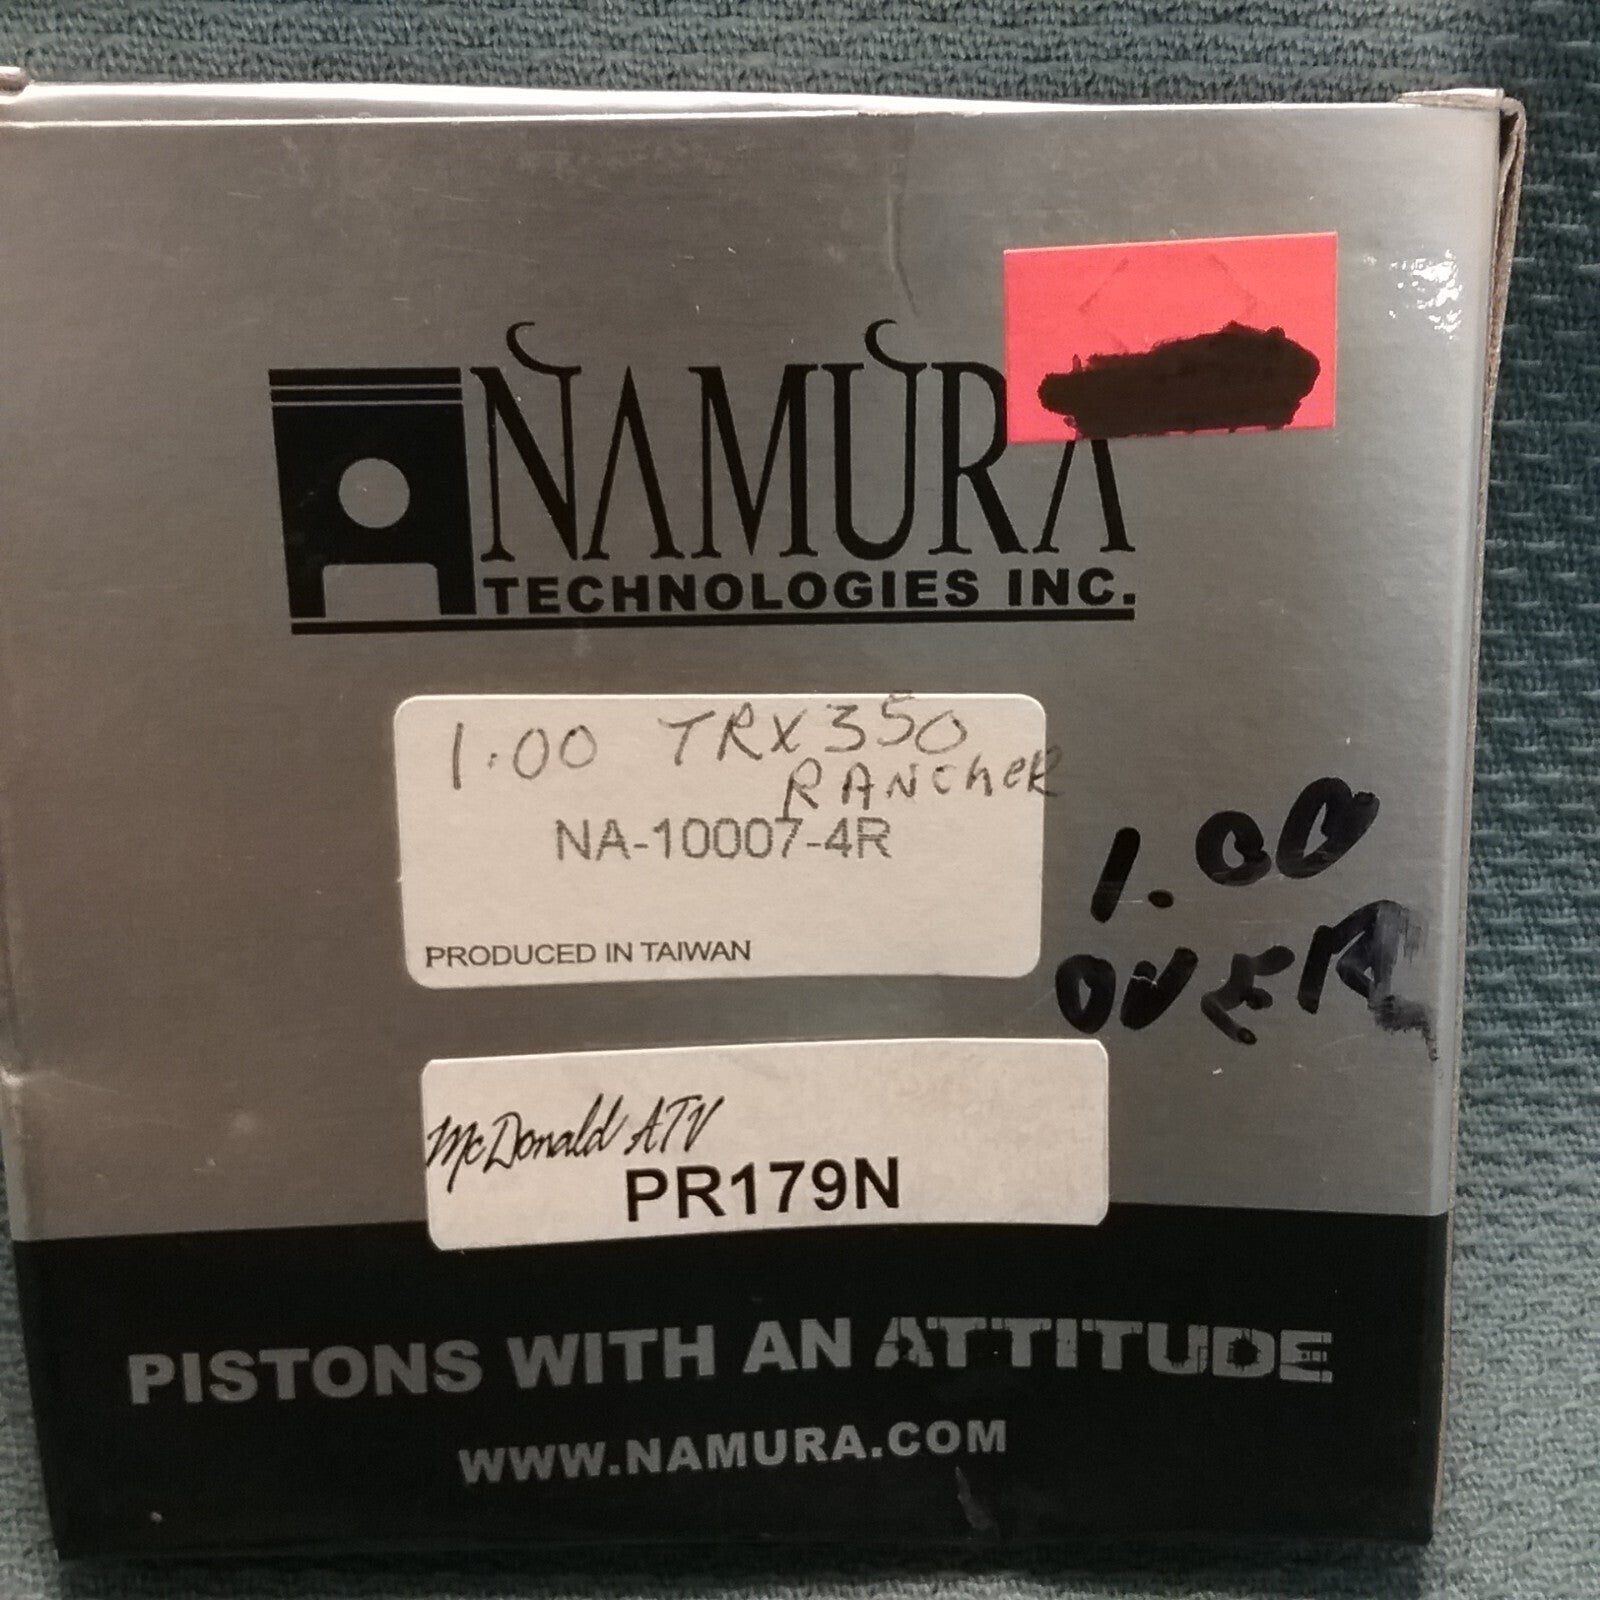 NAMURA
TECHNOLOGIES INC.
1.00 TRX350
RANCHER
NA-10007-4R
PRODUCED IN TAIWAN
1.00
OVER
McDonald ATV
PR179N
PISTONS WITH AN ATTITUDE
WWW.NAMURA.COM